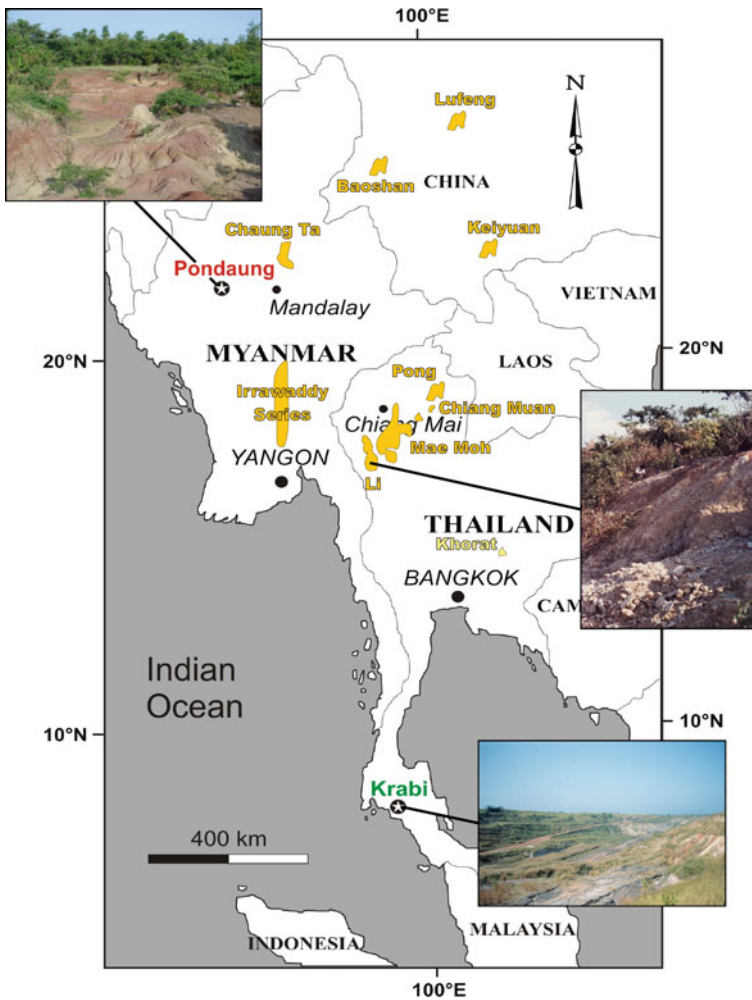 100°E
N
Lufeng
Baoshan
CHINA
Chaung Ta
Keiyuan
Pondaung
VIETNAM
Mandalay
20°N
MYANMAR
LAOS
20°N
Irrawaddy
Series
Pong
Chiang Muan
Chiang Mai
Mae Moh
YANGON
Li
THAILAND
Khorat
BANGKOK
CAM
Indian
Ocean
10°N
10°N
Krabi
400 km
INDONESIA
MALAYSIA
100°E